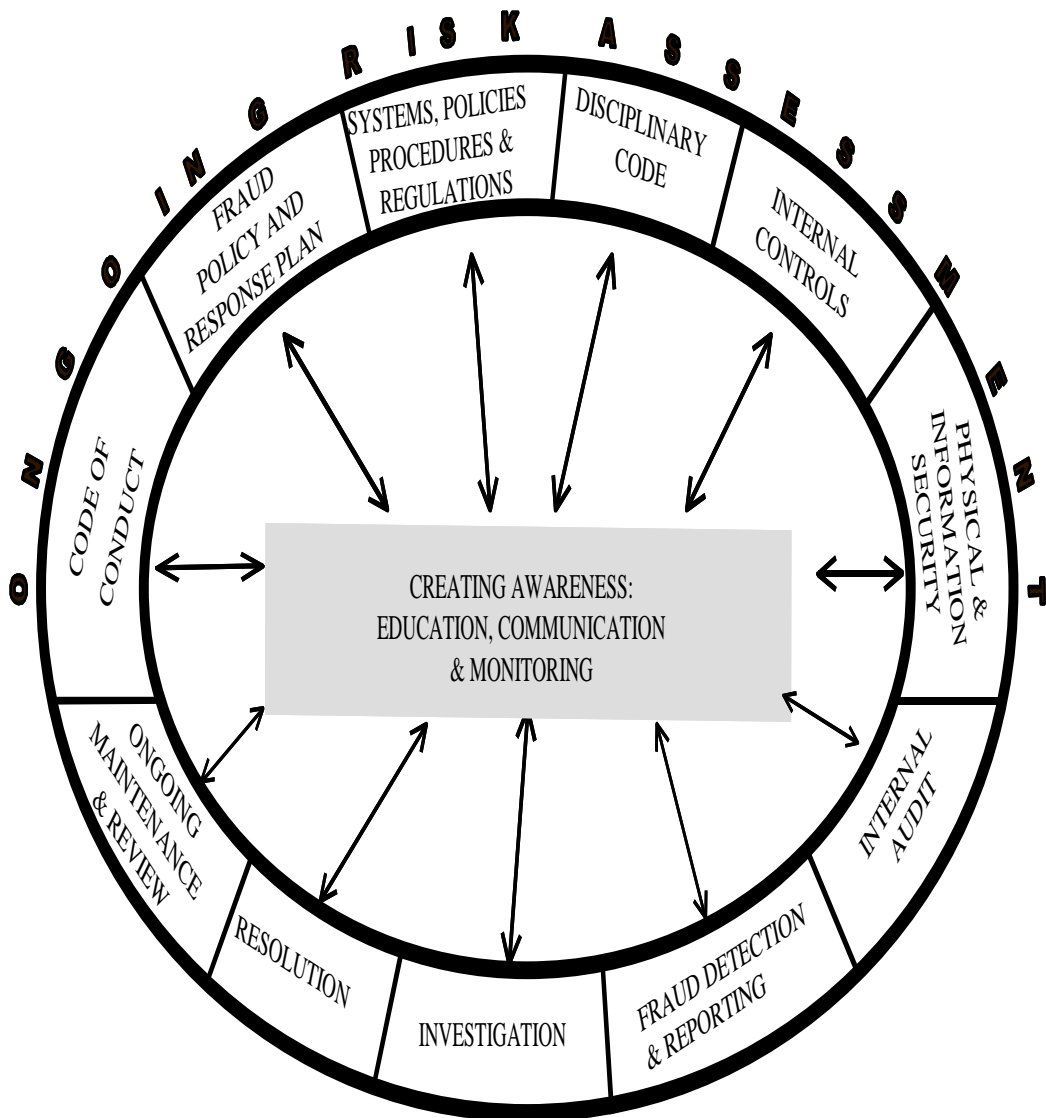 ONGOING RISK ASSESSMENT
SYSTEMS, POLICIES
PROCEDURES &
REGULATIONS
DISCIPLINARY
CODE
INTERNAL
CONTROLS
PHYSICAL &
INFORMATION
SECURITY
INTERNAL
AUDIT
FRAUD DETECTION
& REPORTING
INVESTIGATION
RESOLUTION
ONGOING
MAINTENANCE
& REVIEW
CODE OF
CONDUCT
FRAUD
POLICY AND
RESPONSE PLAN
CREATING AWARENESS:
EDUCATION, COMMUNICATION
& MONITORING